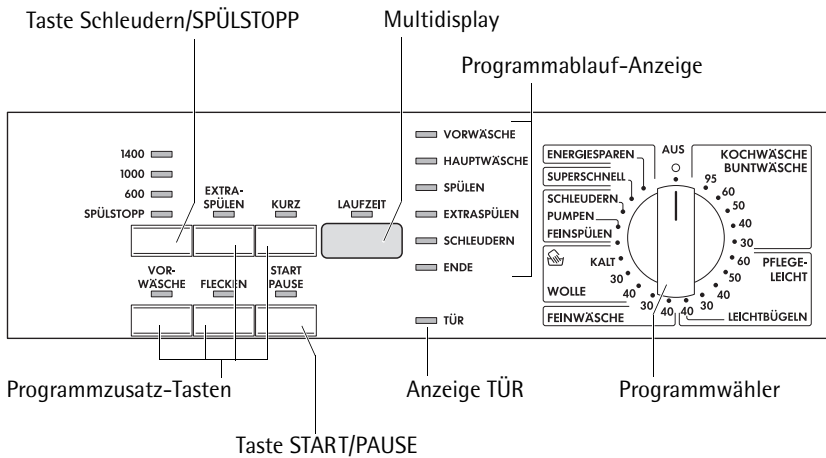 Taste Schleudern/SPÜLSTOPP
Multidisplay
Programmablauf-Anzeige
1400
1000
600
SPÜLSTOPP
EXTRA-
SPÜLEN
KURZ
LAUFZEIT
VOR-
WÄSCHE
FLECKEN
START
PAUSE
VORWÄSCHE
HAUPTWÄSCHE
SPÜLEN
EXTRASPÜLEN
SCHLEUDERN
ENDE
TÜR
AUS
ENERGIESPAREN
SUPERSCHNELL
SCHLEUDERN
PUMPEN
FEINSPÜLEN
KALT
30
40
WOLLE
30
40
FEINWÄSCHE
KOCHWÄSCHE
BUNTWÄSCHE
95
60
50
40
30
60
50
40
30
40
PFLEGE-
LEICHT
LEICHTBÜGELN
Programmzusatz-Tasten
Anzeige TÜR
Programmwähler
Taste START/PAUSE